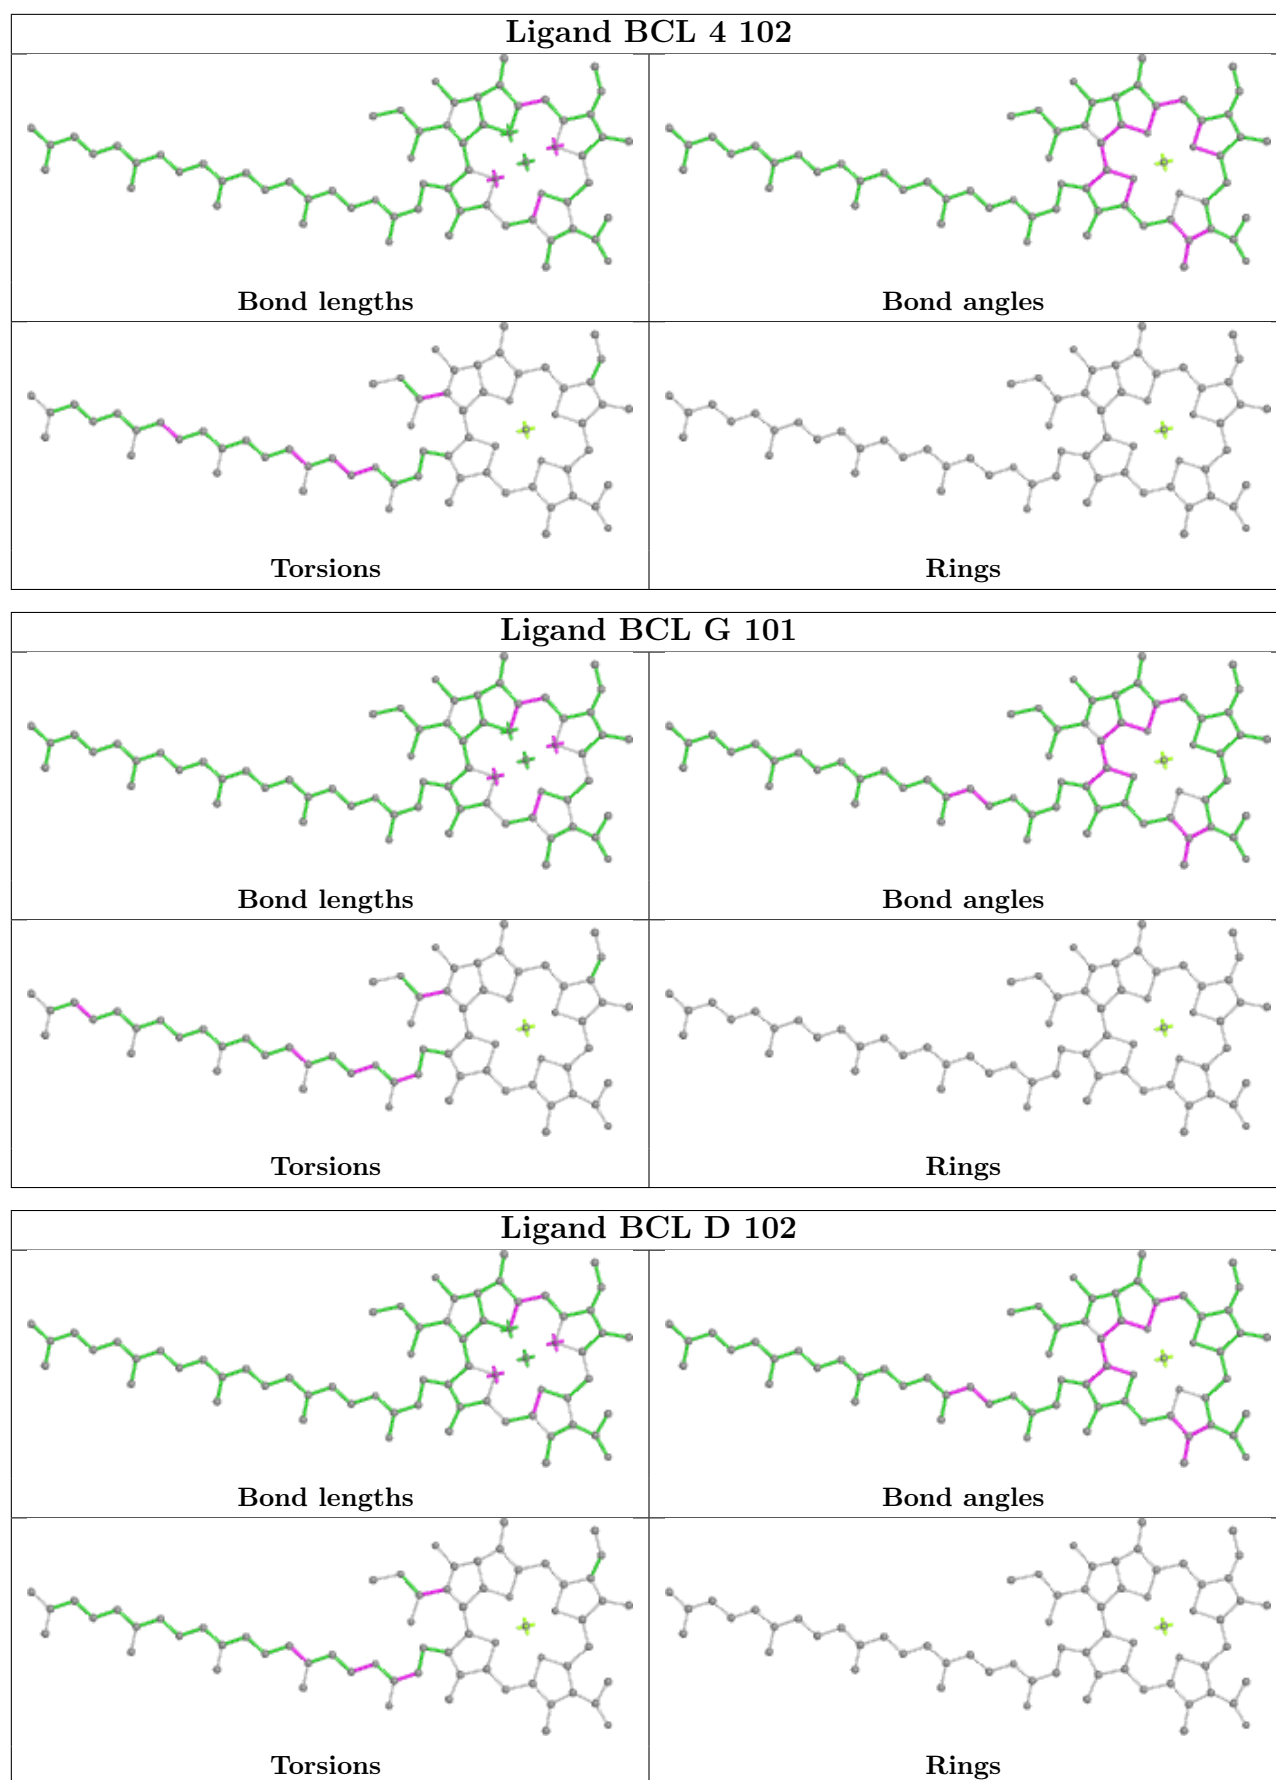 Ligand BCL 4 102
Bond lengths
Bond angles
Torsions
Rings
Ligand BCL G 101
Bond lengths
Bond angles
Torsions
Rings
Ligand BCL D 102
Bond lengths
Bond angles
Torsions
Rings